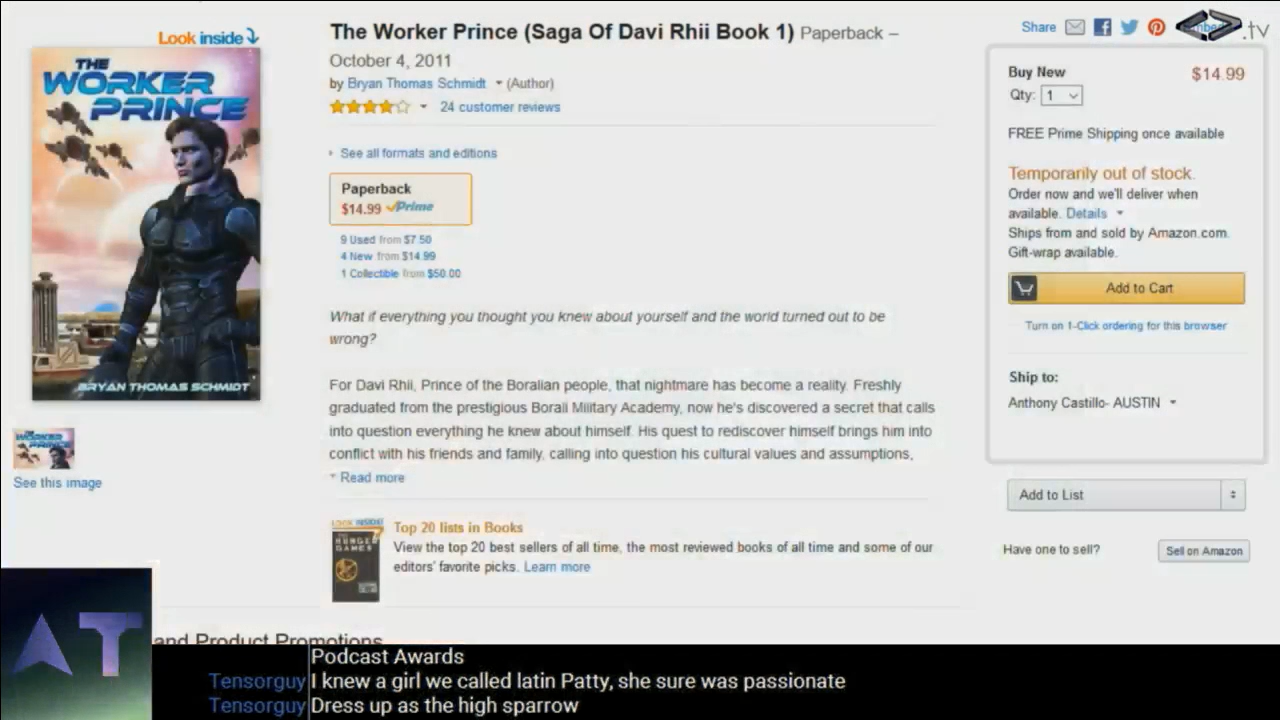 Look inside
THE
WORKER
PRINCE
BRYAN THOMAS SCHMIDT
See this image
The Worker Prince (Saga Of Davi Rhii Book 1) Paperback –
October 4, 2011
by Bryan Thomas Schmidt (Author)
24 customer reviews
See all formats and editions
Paperback
$14.99 Prime
9 Used from $7.50
4 New from $14.99
1 Collectible from $50.00
What if everything you thought you knew about yourself and the world turned out to be
wrong?
For Davi Rhii, Prince of the Boralian people, that nightmare has become a reality. Freshly
graduated from the prestigious Borali Military Academy, now he's discovered a secret that calls
into question everything he knew about himself. His quest to rediscover himself brings him into
conflict with his friends and family, calling into question his cultural values and assumptions,
Read more
LOOK INSIDE!
THE HUNGER
GAMES
Top 20 lists in Books
View the top 20 best sellers of all time, the most reviewed books of all time and some of our
editors' favorite picks. Learn more
Share
.tv
Buy New $14.99
Qty: 1
FREE Prime Shipping once available
Temporarily out of stock.
Order now and we'll deliver when
available. Details
Ships from and sold by Amazon.com.
Gift-wrap available.
Add to Cart
Turn on 1-Click ordering for this browser
Ship to:
Anthony Castillo- AUSTIN
Add to List
Have one to sell? Sell on Amazon
and Product Promotions
AT
Podcast Awards
Tensorguy I knew a girl we called latin Patty, she sure was passionate
Tensorguy Dress up as the high sparrow